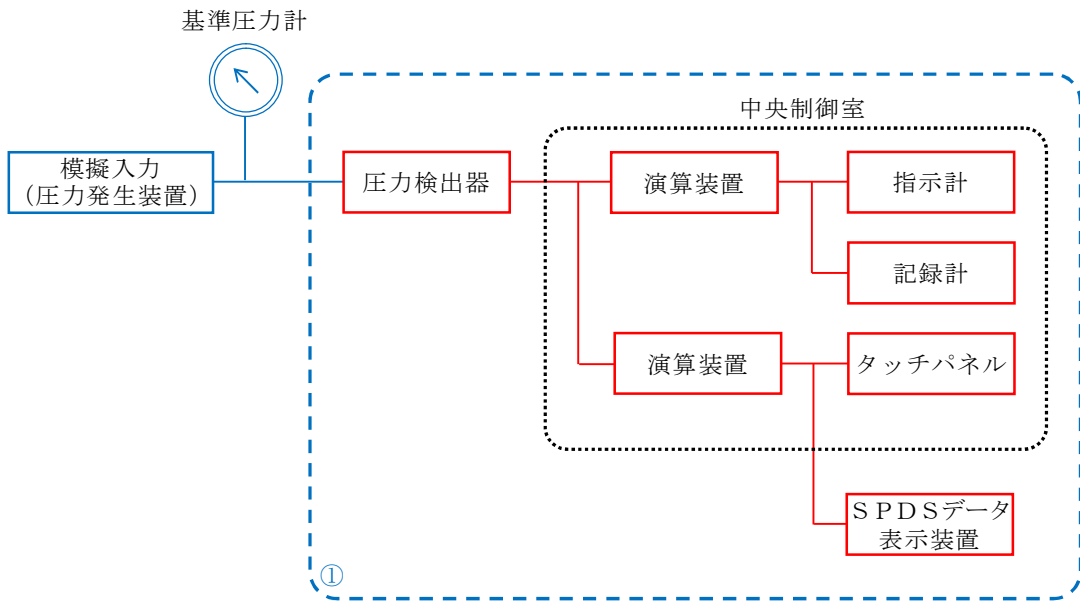 基準圧力計
中央制御室
模擬入力
(圧力発生装置)
圧力検出器
演算装置
指示計
記録計
演算装置
タッチパネル
ＳＰＤＳデータ
表示装置
①